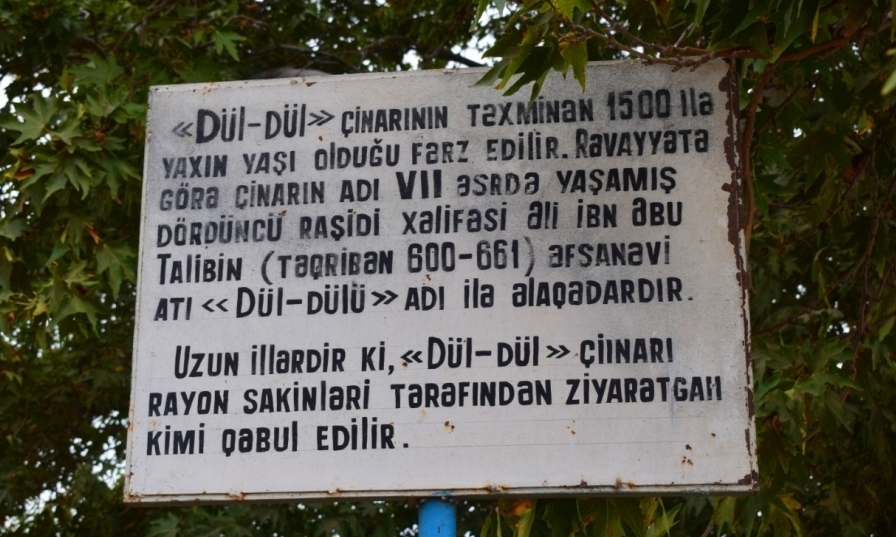 «Dül-dül» çinarının təxminən 1500 ilə
yaxın yaşı olduğu fərz edilir. Rəvayyətə
görə çinarın adı VII əsrdə yaşamış
dördüncü raşidi xəlifəsi Əli ibn Əbu
Talibin (təqribən 600-661) əfsanəvi
atı «Dül-dülü» adı ilə əlaqədardır.
Uzun illərdir ki, «Dül-dül» çiinarı
rayon sakinləri tərəfindən ziyarətgah
kimi qəbul edilir.